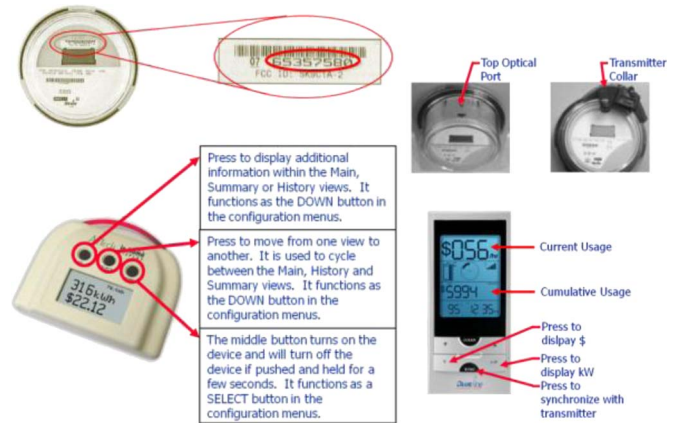 07 65357580
FCC ID: SK9C1A-2
Top Optical
Port
Transmitter
Collar
Press to display additional
information within the Main,
Summary or History views. It
functions as the DOWN button in
the configuration menus.
Press to move from one view to
another. It is used to cycle
between the Main, History and
Summary views. It functions as
the DOWN button in the
configuration menus.
The middle button turns on the
device and will turn off the
device if pushed and held for a
few seconds. It functions as a
SELECT button in the
configuration menus.
316kWh
$22.12
$056
Current Usage
$5994
Cumulative Usage
95 12:35
Press to
dislpay $
Press to
display kW
Press to
synchronize with
transmitter